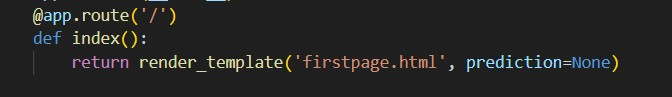 @app.route('/')
def index():
    return render_template('firstpage.html', prediction=None)